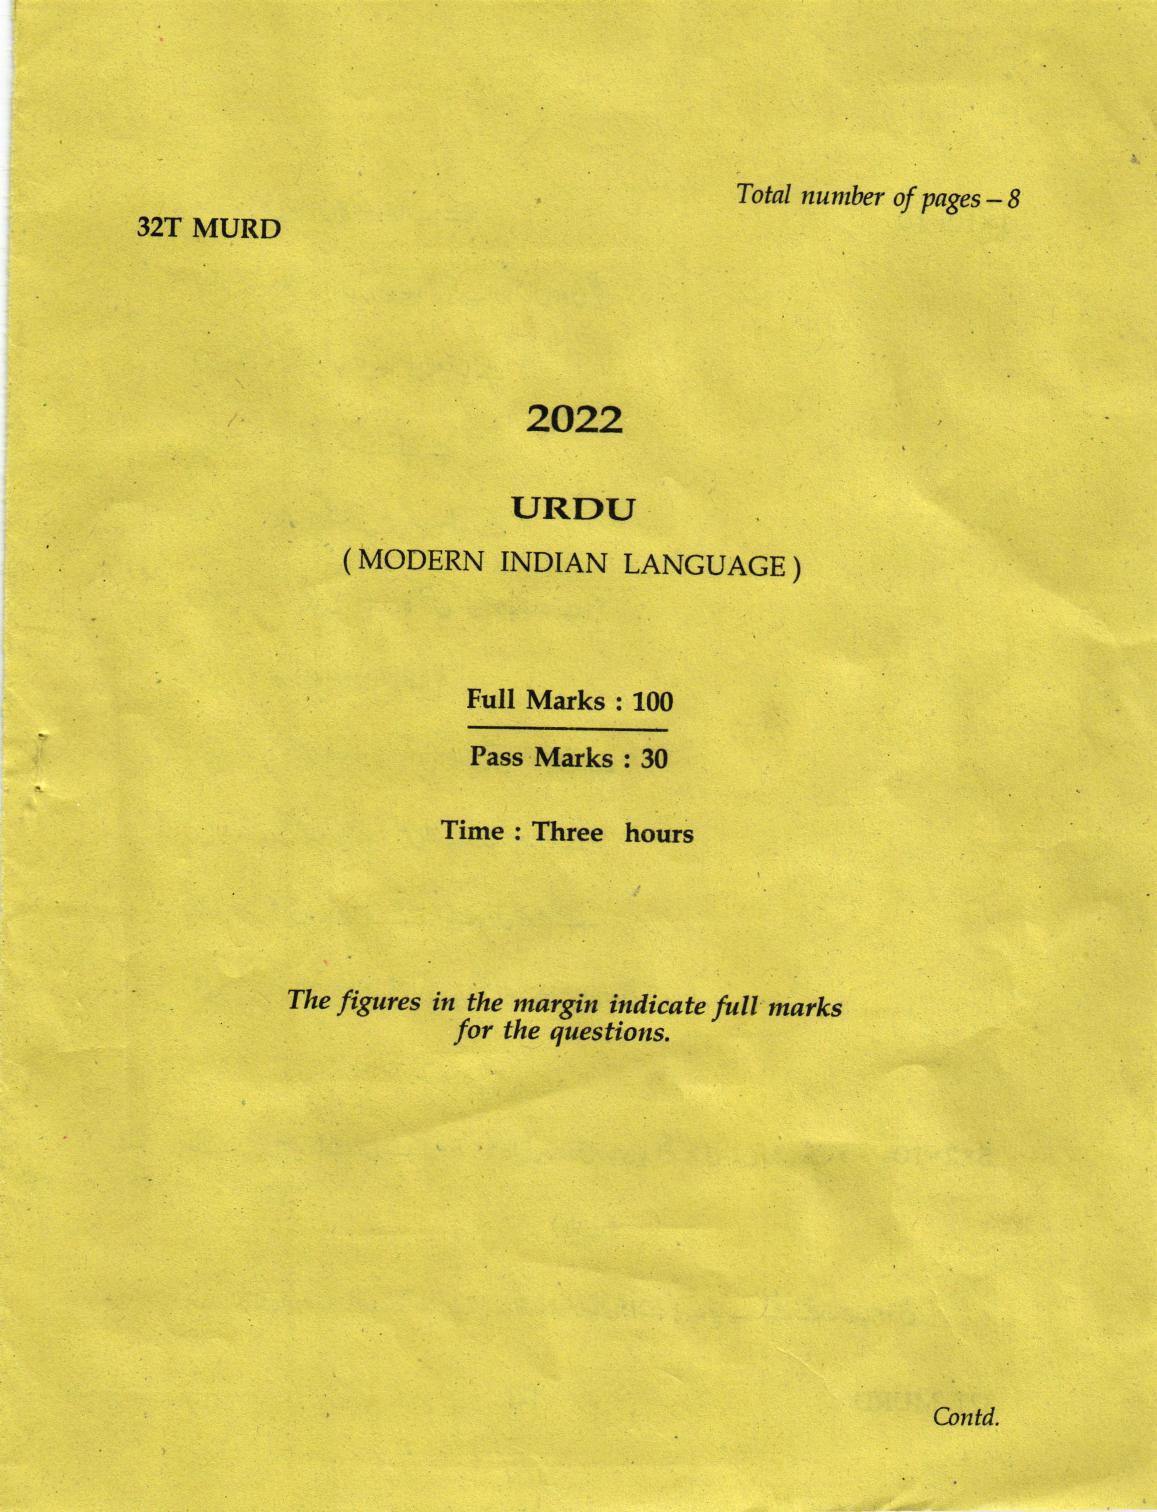 Total number of pages – 8
32T MURD
2022
URDU
( MODERN INDIAN LANGUAGE )
Full Marks : 100
Pass Marks : 30
Time : Three hours
The figures in the margin indicate full marks
for the questions.
Contd.